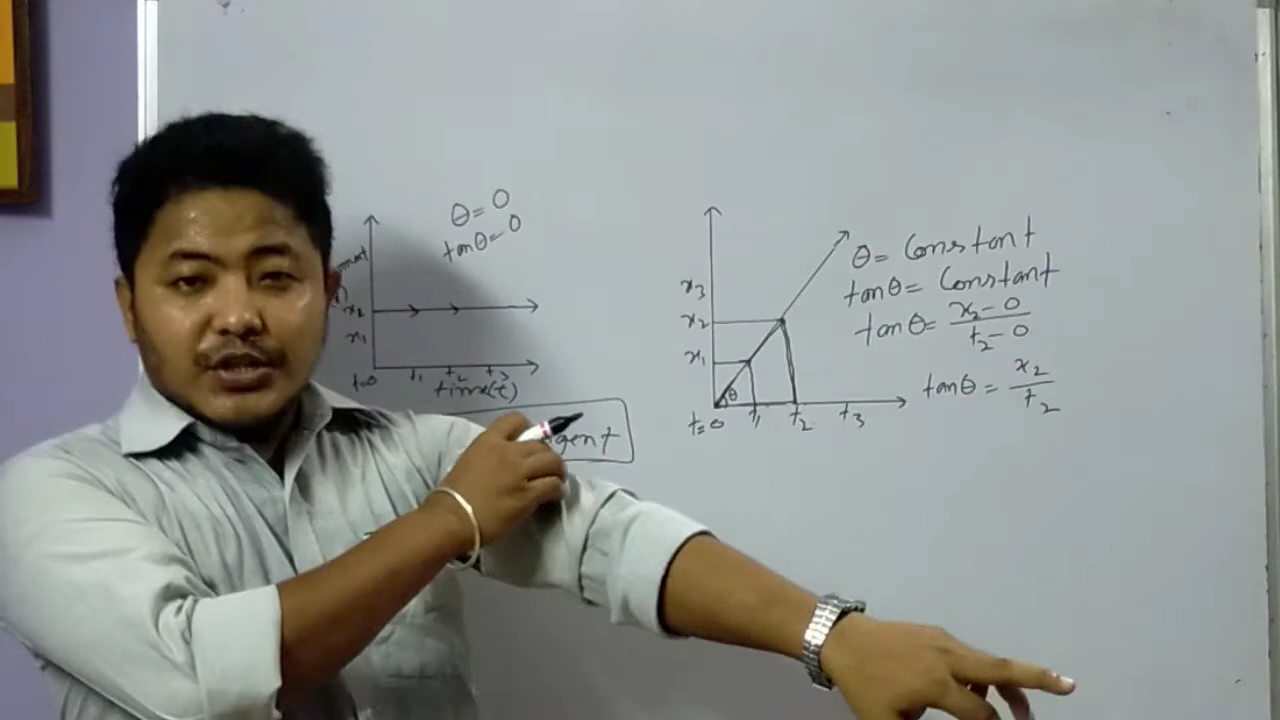 θ = 0
tanθ = 0
x₂
x₁
t=0 t₁ t₂ t₃
time(t)
x₃
x₂
x₁
θ
t=0 t₁ t₂ t₃
θ = Constant
tanθ = Constant
tanθ = x₂-0 / t₂-0
tanθ = x₂ / t₂